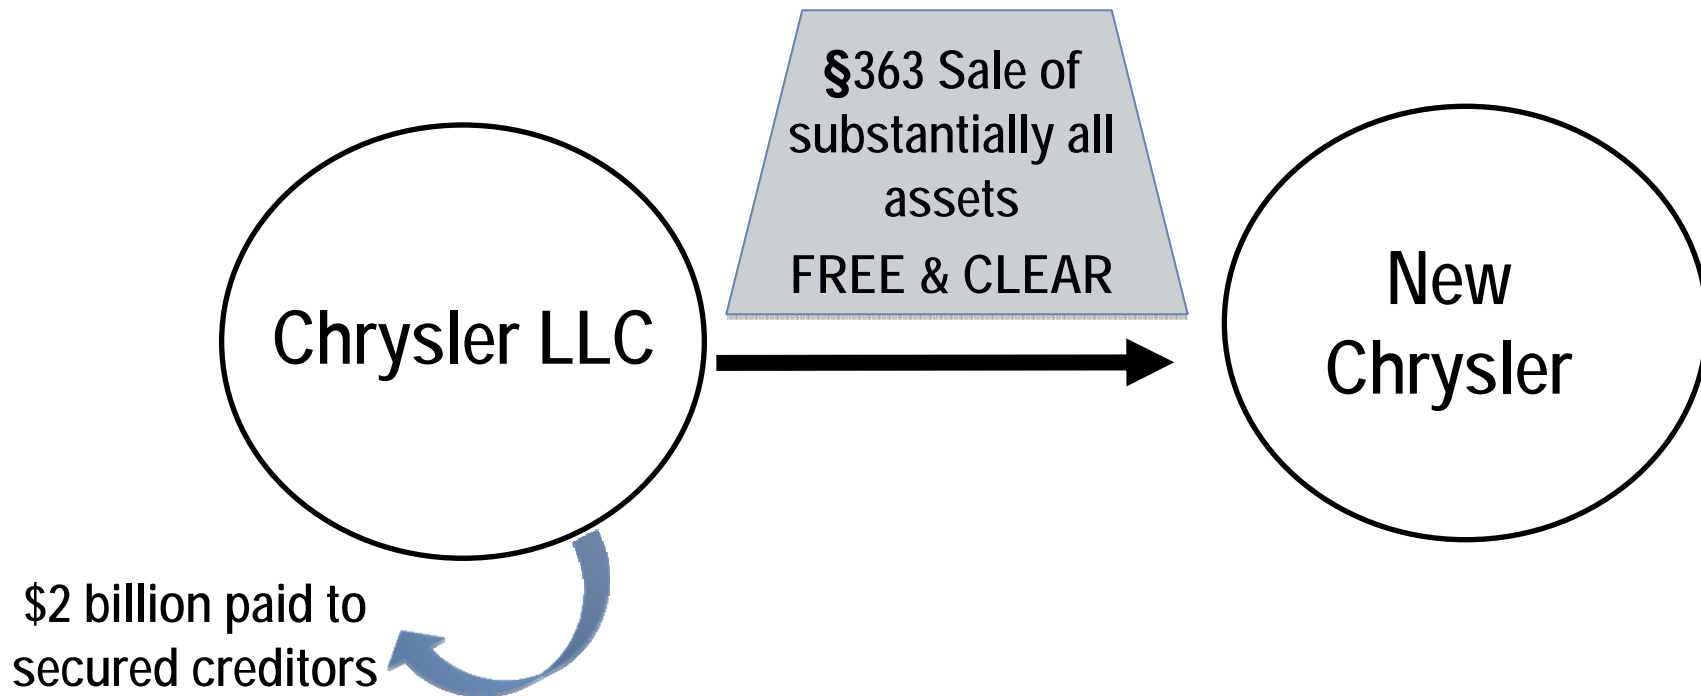 §363 Sale of
substantially all
assets
FREE & CLEAR
Chrysler LLC
New
Chrysler
$2 billion paid to
secured creditors